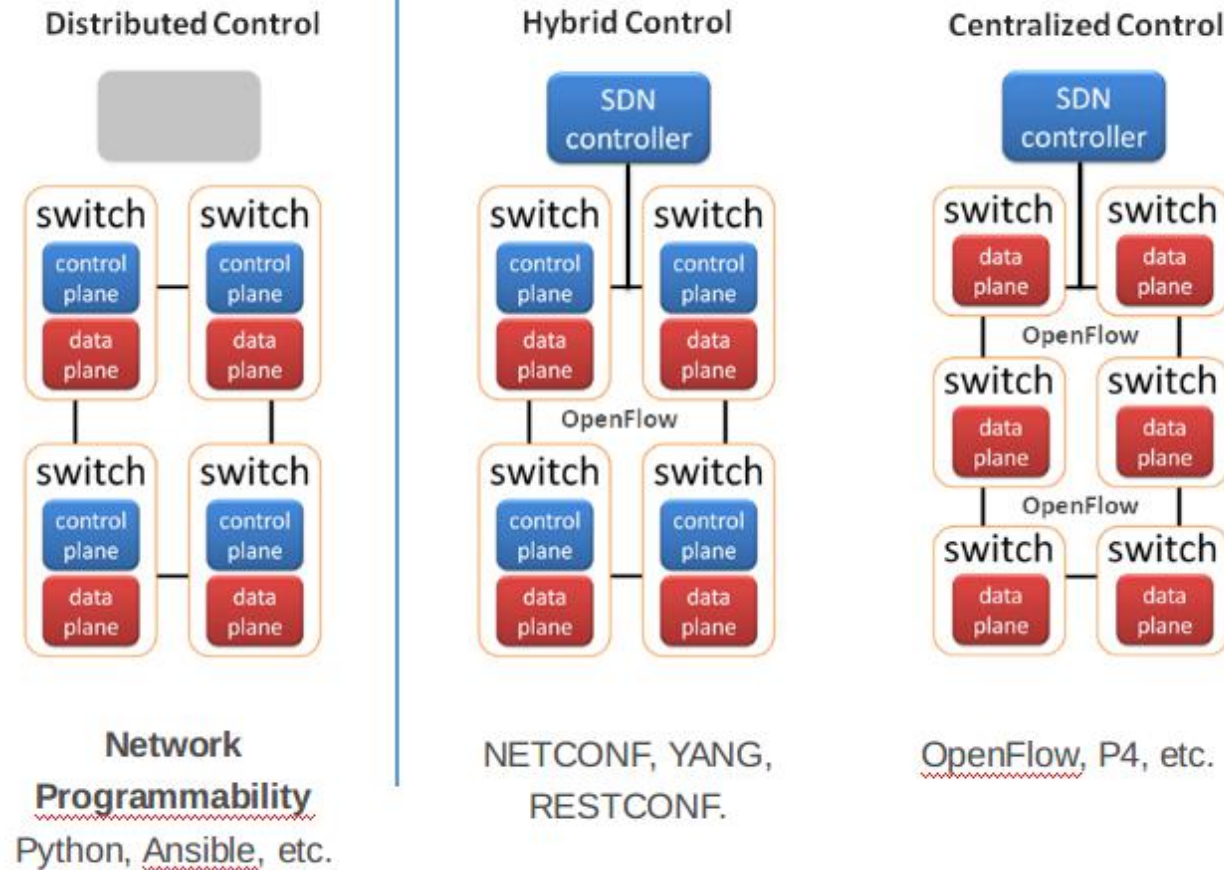 Distributed Control
switch
control
plane
data
plane
switch
control
plane
data
plane
switch
control
plane
data
plane
switch
control
plane
data
plane
Network
Programmability
Python, Ansible, etc.
Hybrid Control
SDN
controller
switch
control
plane
data
plane
switch
control
plane
data
plane
OpenFlow
switch
control
plane
data
plane
switch
control
plane
data
plane
NETCONF, YANG,
RESTCONF.
Centralized Control
SDN
controller
switch
data
plane
switch
data
plane
OpenFlow
switch
data
plane
switch
data
plane
OpenFlow
switch
data
plane
switch
data
plane
OpenFlow, P4, etc.